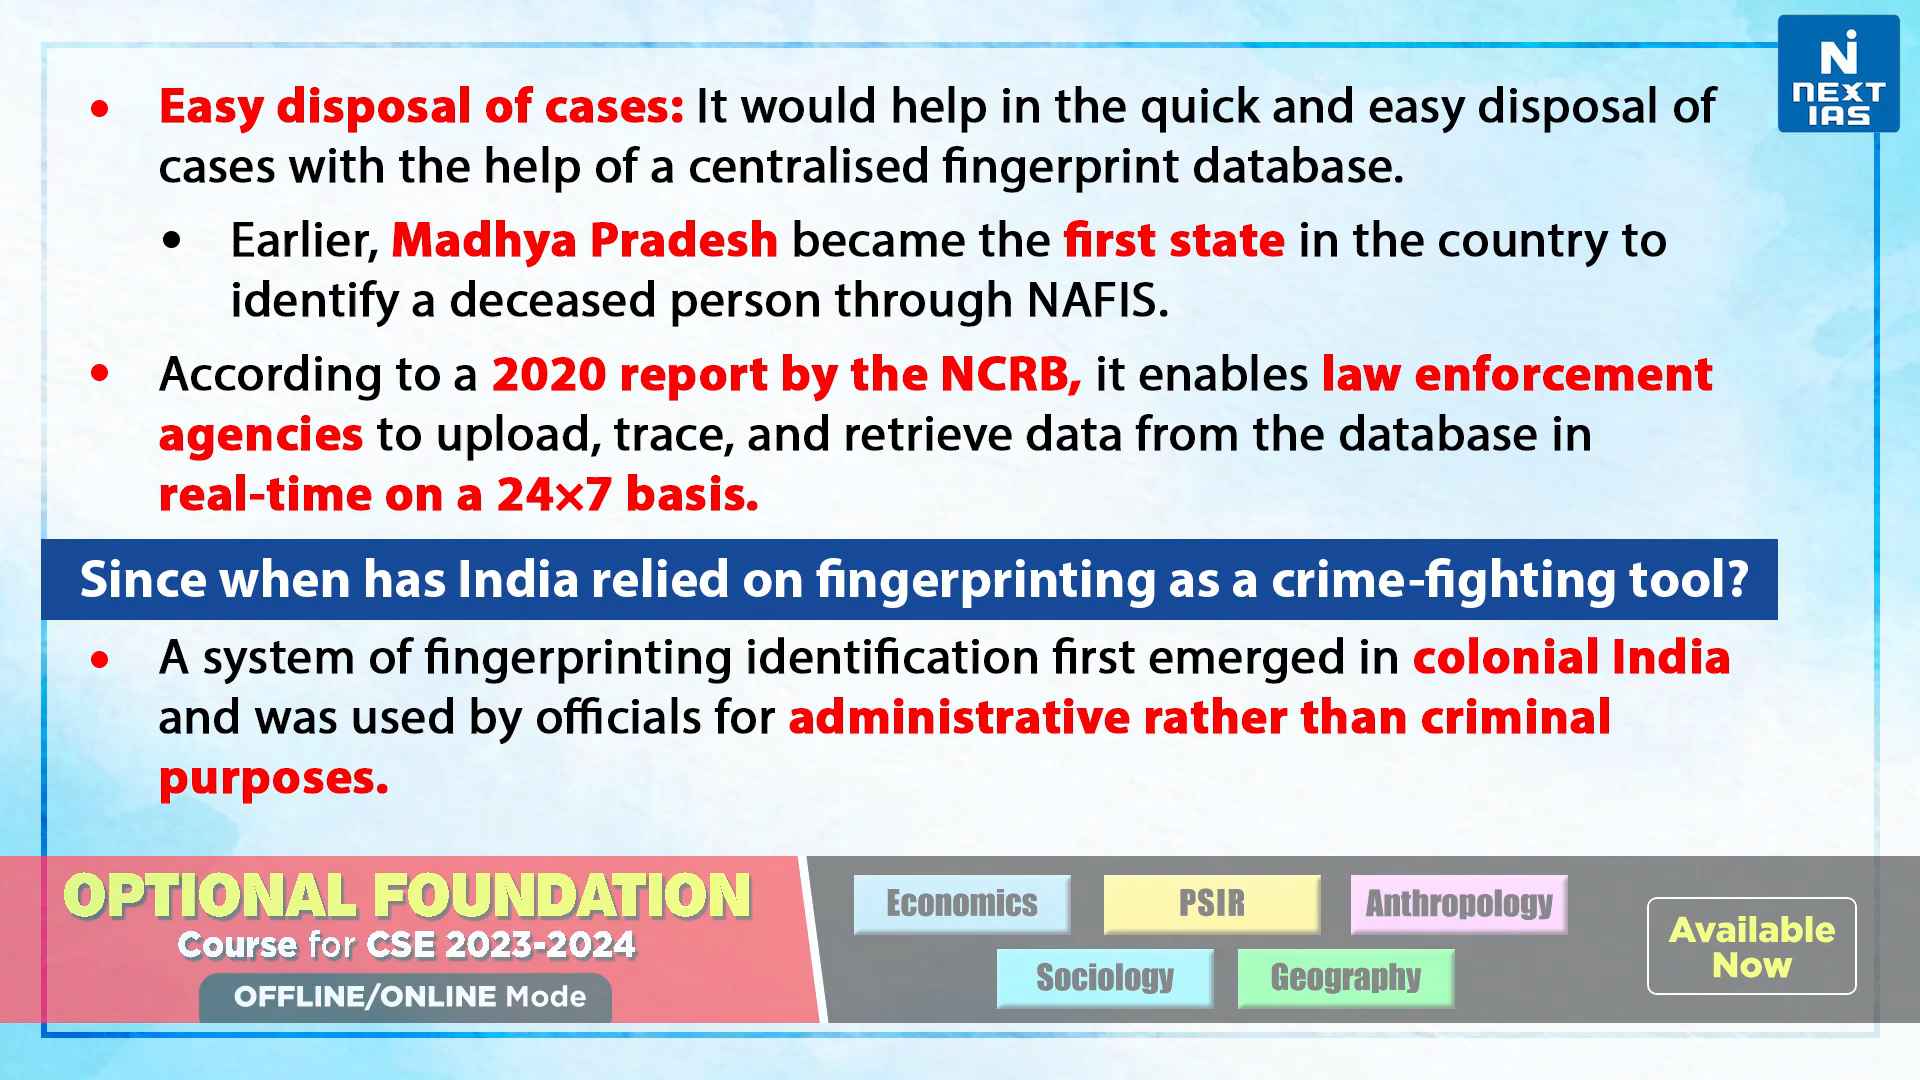 NEXT
IAS
• Easy disposal of cases: It would help in the quick and easy disposal of
cases with the help of a centralised fingerprint database.
• Earlier, Madhya Pradesh became the first state in the country to
identify a deceased person through NAFIS.
• According to a 2020 report by the NCRB, it enables law enforcement
agencies to upload, trace, and retrieve data from the database in
real-time on a 24×7 basis.
Since when has India relied on fingerprinting as a crime-fighting tool?
• A system of fingerprinting identification first emerged in colonial India
and was used by officials for administrative rather than criminal
purposes.
OPTIONAL FOUNDATION
Course for CSE 2023-2024
OFFLINE/ONLINE Mode
Economics PSIR Anthropology
Sociology Geography
Available
Now